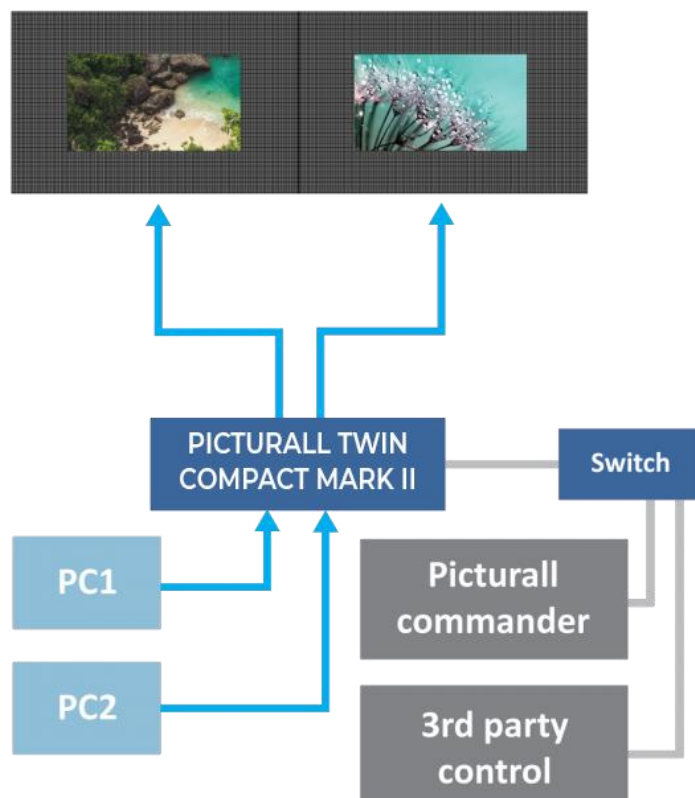 PICTURALL TWIN
COMPACT MARK II
Switch
PC1
Picturall
commander
PC2
3rd party
control